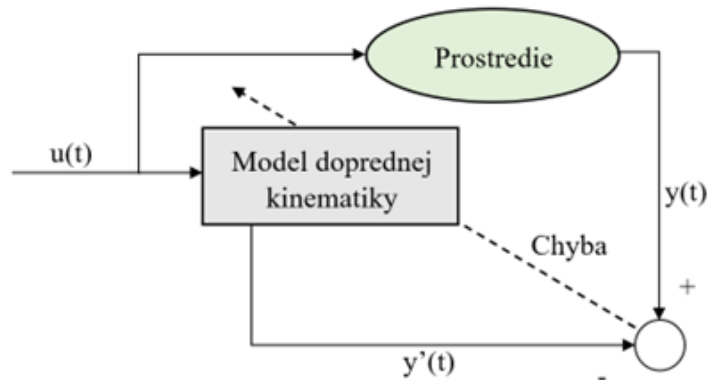 Prostredie
u(t)
Model doprednej
kinematiky
y(t)
Chyba
+
y’(t)
-